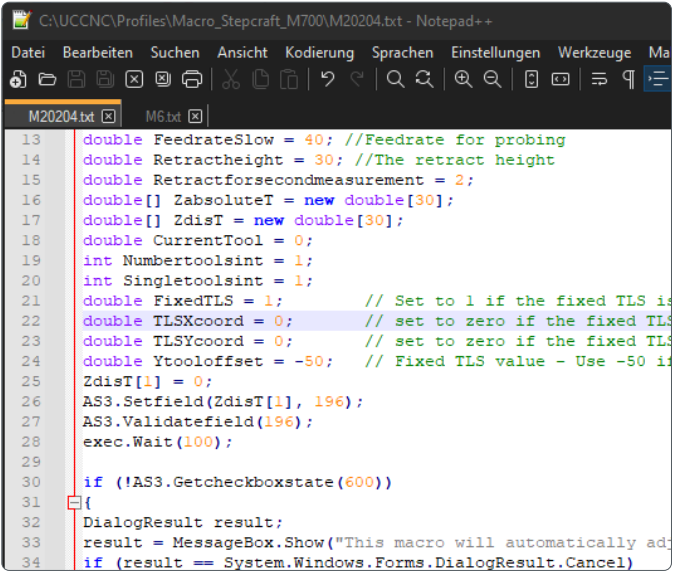 C:\UCCNC\Profiles\Macro_Stepcraft_M700\M20204.txt - Notepad++
Datei Bearbeiten Suchen Ansicht Kodierung Sprachen Einstellungen Werkzeuge Ma
M20204.txt M6.txt
13 double FeedrateSlow = 40; //Feedrate for probing
14 double Retractheight = 30; //The retract height
15 double Retractforsecondmeasurement = 2;
16 double[] ZabsoluteT = new double[30];
17 double[] ZdisT = new double[30];
18 double CurrentTool = 0;
19 int Numbertoolsint = 1;
20 int Singletoolsint = 1;
21 double FixedTLS = 1; // Set to 1 if the fixed TLS is
22 double TLSXcoord = 0; // set to zero if the fixed TLS
23 double TLSYcoord = 0; // set to zero if the fixed TLS
24 double Ytooloffset = -50; // Fixed TLS value - Use -50 if
25 ZdisT[1] = 0;
26 AS3.Setfield(ZdisT[1], 196);
27 AS3.Validatefield(196);
28 exec.Wait(100);
29
30 if (!AS3.Getcheckboxstate(600))
31 {
32 DialogResult result;
33 result = MessageBox.Show("This macro will automatically adj
34 if (result == System.Windows.Forms.DialogResult.Cancel)